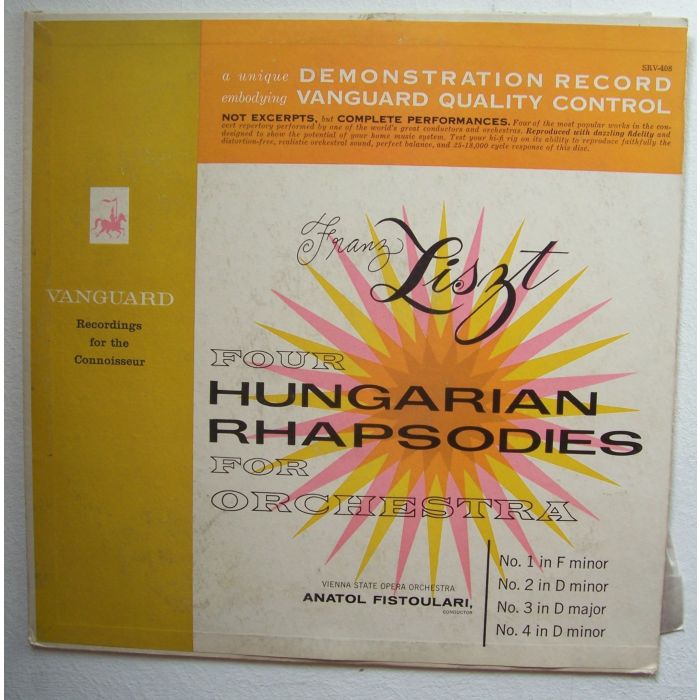 SRV-408
a unique DEMONSTRATION RECORD
embodying VANGUARD QUALITY CONTROL
NOT EXCERPTS, but COMPLETE PERFORMANCES. Four of the most popular works in the con-
cert repertory performed by one of the world's great conductors and orchestras. Reproduced with dazzling fidelity and
designed to show the potential of your home music system. Test your hi-fi rig on its ability to reproduce faithfully the
distortion-free, realistic orchestral sound, perfect balance, and 25-18,000 cycle response of this disc.
VANGUARD
Recordings
for the
Connoisseur
Franz Liszt
FOUR
HUNGARIAN
RHAPSODIES
FOR
ORCHESTRA
VIENNA STATE OPERA ORCHESTRA
ANATOL FISTOULARI,
CONDUCTOR
No. 1 in F minor
No. 2 in D minor
No. 3 in D major
No. 4 in D minor